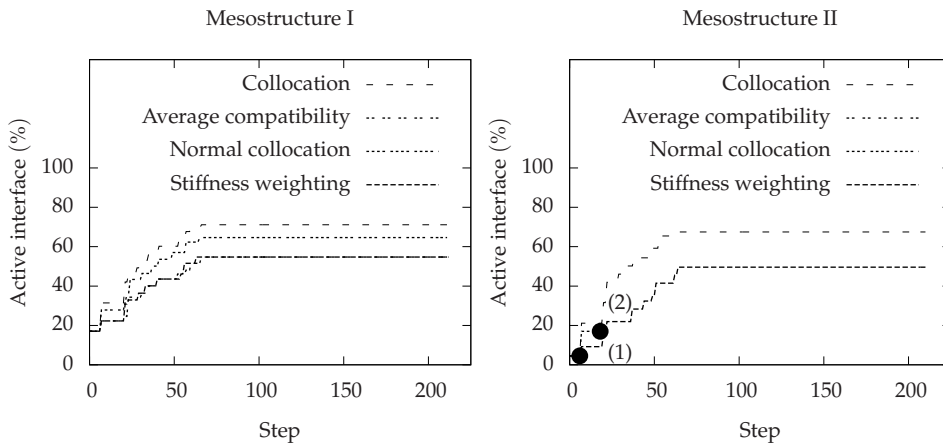 Mesostructure I
Active interface (%)
Collocation
Average compatibility
Normal collocation
Stiffness weighting
100
80
60
40
20
0
0 50 100 150 200
Step
Mesostructure II
Active interface (%)
Collocation
Average compatibility
Normal collocation
Stiffness weighting
100
80
60
40
20
0
(2)
(1)
0 50 100 150 200
Step